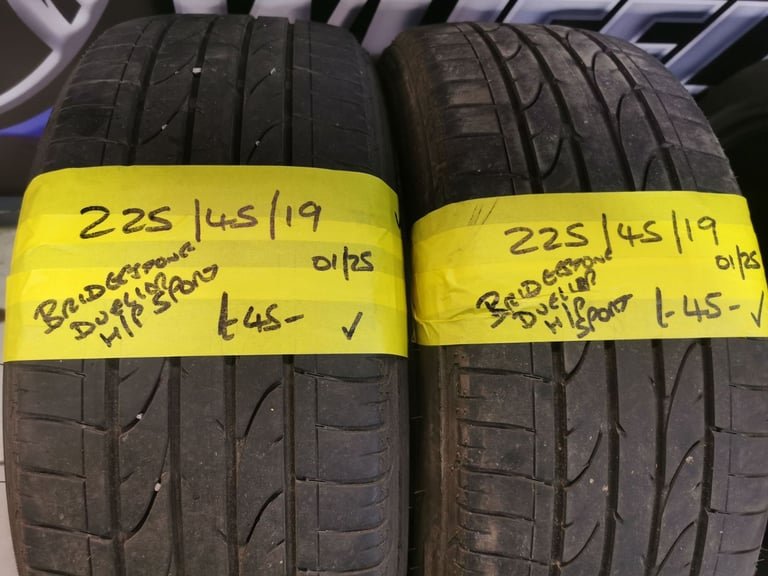 225/45/19
01/25
BRIDGESTONE
DUELER
H/P SPORT
£45-
225/45/19
01/25
BRIDGESTONE
DUELER
H/P
SPORT
£45-